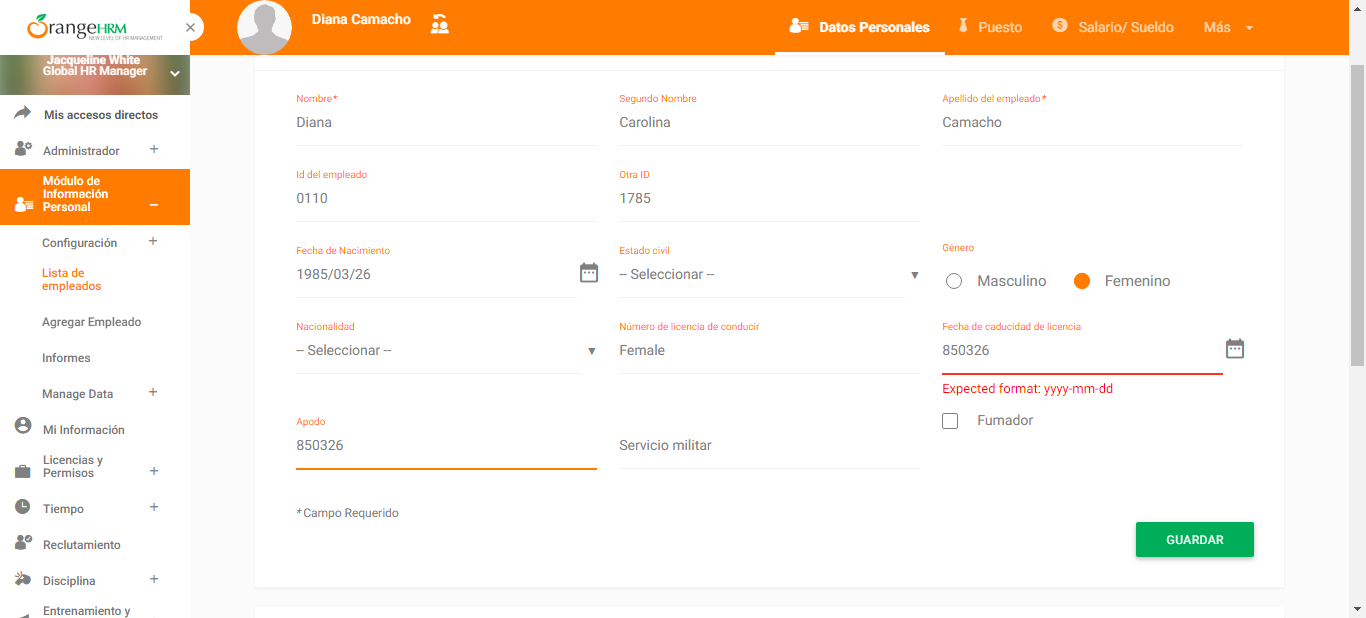 OrangeHRM
NEW LEVEL OF HR MANAGEMENT
Jacqueline White
Global HR Manager
Mis accesos directos
Administrador +
Módulo de
Información
Personal –
Configuración +
Lista de
empleados
Agregar Empleado
Informes
Manage Data +
Mi Información
Licencias y
Permisos +
Tiempo +
Reclutamiento
Disciplina +
Entrenamiento y
Diana Camacho
Datos Personales
Puesto
Salario/ Sueldo
Más
Nombre*
Diana
Segundo Nombre
Carolina
Apellido del empleado*
Camacho
Id del empleado
0110
Otra ID
1785
Fecha de Nacimiento
1985/03/26
Estado civil
-- Seleccionar --
Género
Masculino
Femenino
Nacionalidad
-- Seleccionar --
Número de licencia de conducir
Female
Fecha de caducidad de licencia
850326
Expected format: yyyy-mm-dd
Apodo
850326
Servicio militar
Fumador
* Campo Requerido
GUARDAR